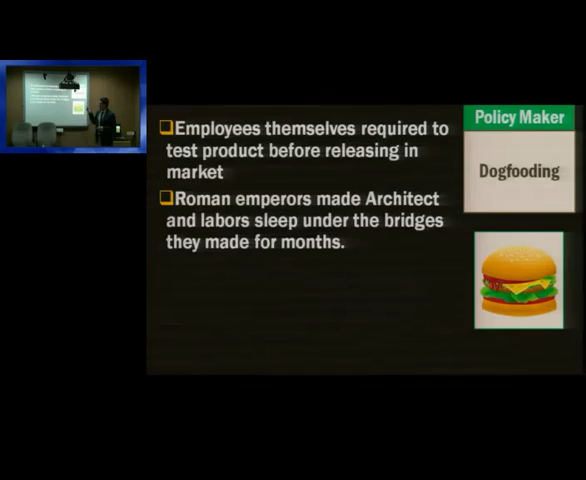 Employees themselves required to
test product before releasing in
market
Roman emperors made Architect
and labors sleep under the bridges
they made for months.
Policy Maker
Dogfooding